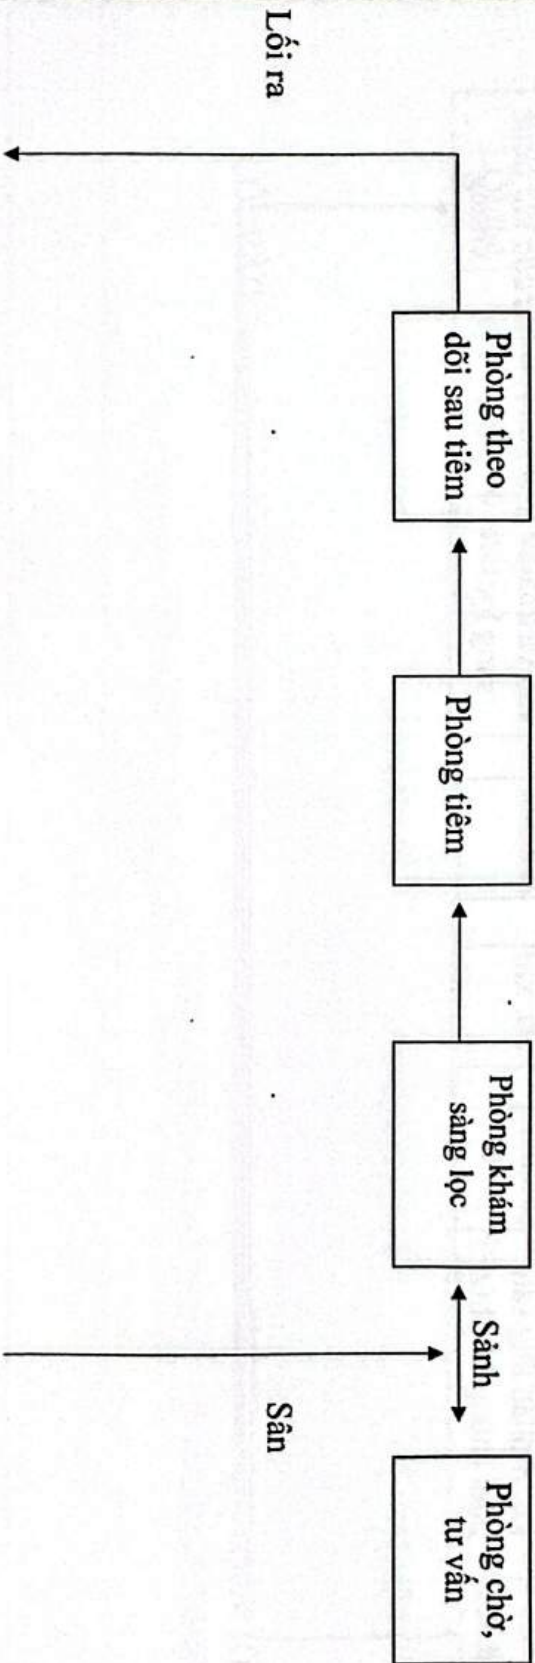 Phòng theo
dõi sau tiêm
Phòng tiêm
Phòng khám
sàng lọc
Sảnh
Phòng chờ,
tư vấn
Lối ra
Sân